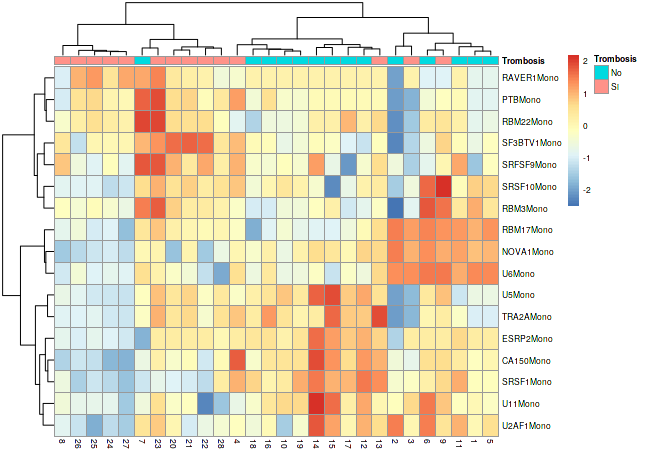 Trombosis
RAVER1Mono
PTBMono
RBM22Mono
SF3BTV1Mono
SRFSF9Mono
SRSF10Mono
RBM3Mono
RBM17Mono
NOVA1Mono
U6Mono
U5Mono
TRA2AMono
ESRP2Mono
CA150Mono
SRSF1Mono
U11Mono
U2AF1Mono
8 26 25 24 27 7 23 20 21 22 28 4 18 16 10 19 14 15 17 12 13 2 3 6 9 11 1 5
2
1
0
-1
-2
Trombosis
No
SI